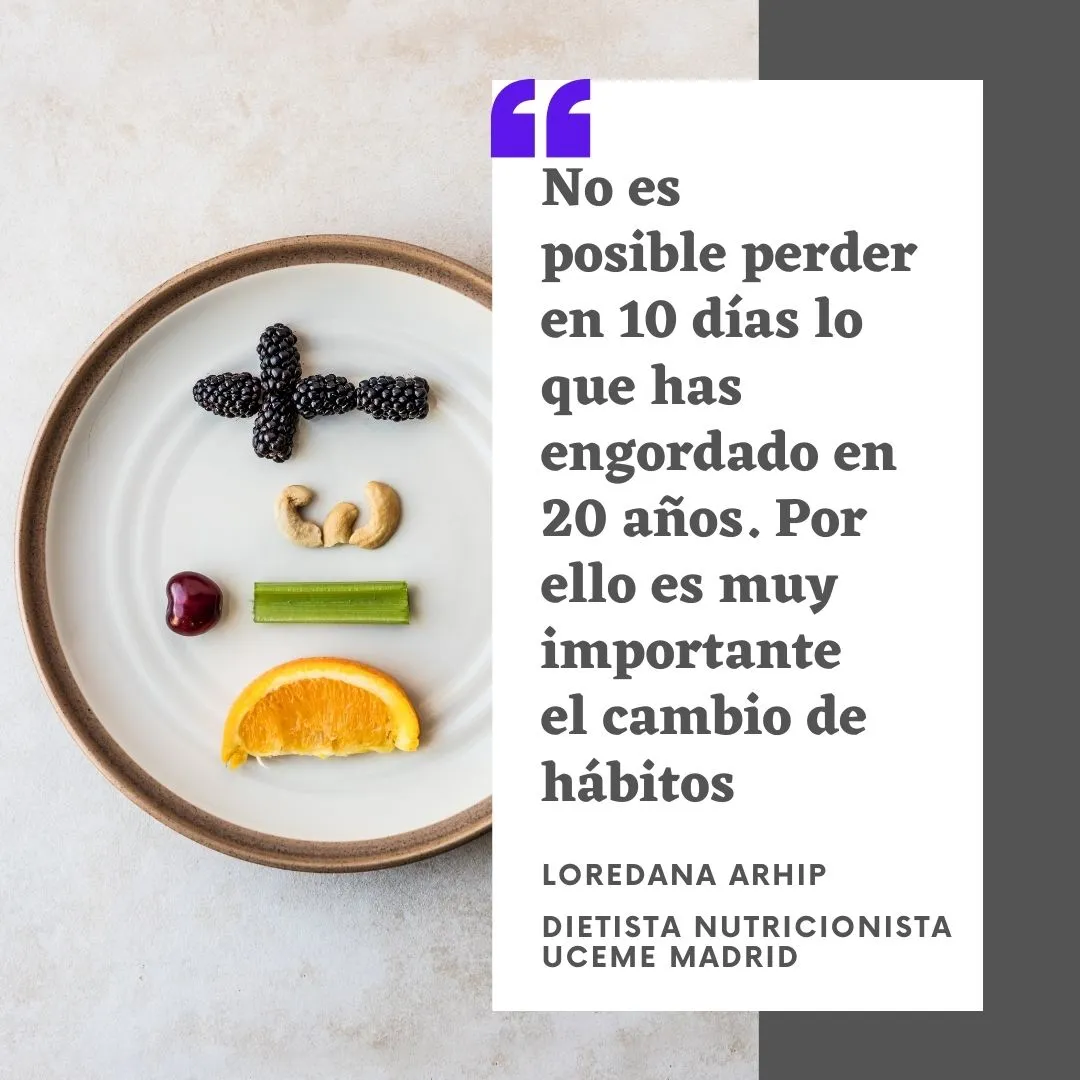 No es
posible perder
en 10 días lo
que has
engordado en
20 años. Por
ello es muy
importante
el cambio de
hábitos
LOREDANA ARHIP
DIETISTA NUTRICIONISTA
UCEME MADRID